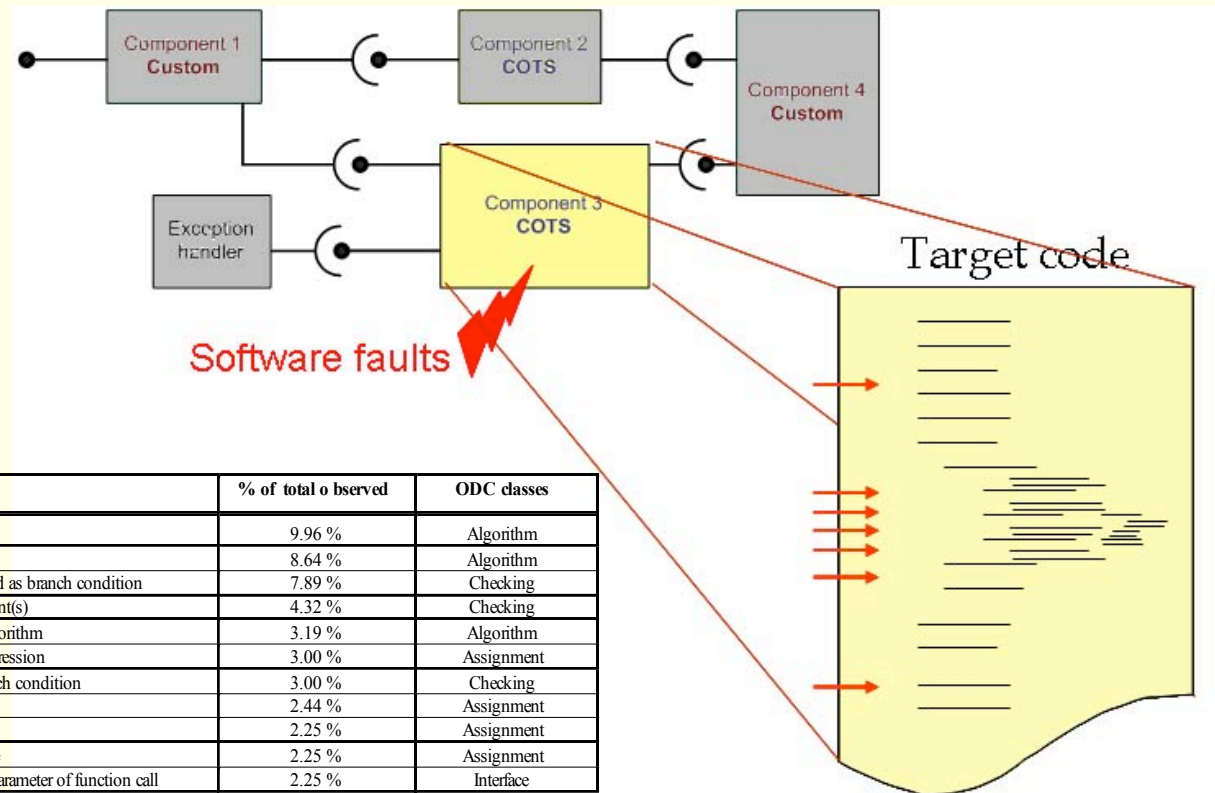 Component 1
Custom
Component 2
COTS
Component 4
Custom
Component 3
COTS
Exception
handler
Target code
Software faults
% of total o bserved ODC classes
9.96 % Algorithm
8.64 % Algorithm
as branch condition 7.89 % Checking
nt(s) 4.32 % Checking
orithm 3.19 % Algorithm
ression 3.00 % Assignment
ch condition 3.00 % Checking
2.44 % Assignment
2.25 % Assignment
2.25 % Assignment
arameter of function call 2.25 % Interface